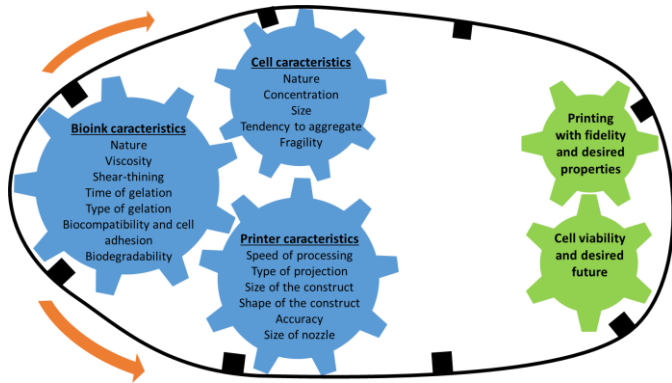 Cell caracteristics
Nature
Concentration
Size
Tendency to aggregate
Fragility
Bioink caracteristics
Nature
Viscosity
Shear-thining
Time of gelation
Type of gelation
Biocompatibility and cell
adhesion
Biodegradability
Printer caracteristics
Speed of processing
Type of projection
Size of the construct
Shape of the construct
Accuracy
Size of nozzle
Printing
with fidelity
and desired
properties
Cell viability
and desired
future